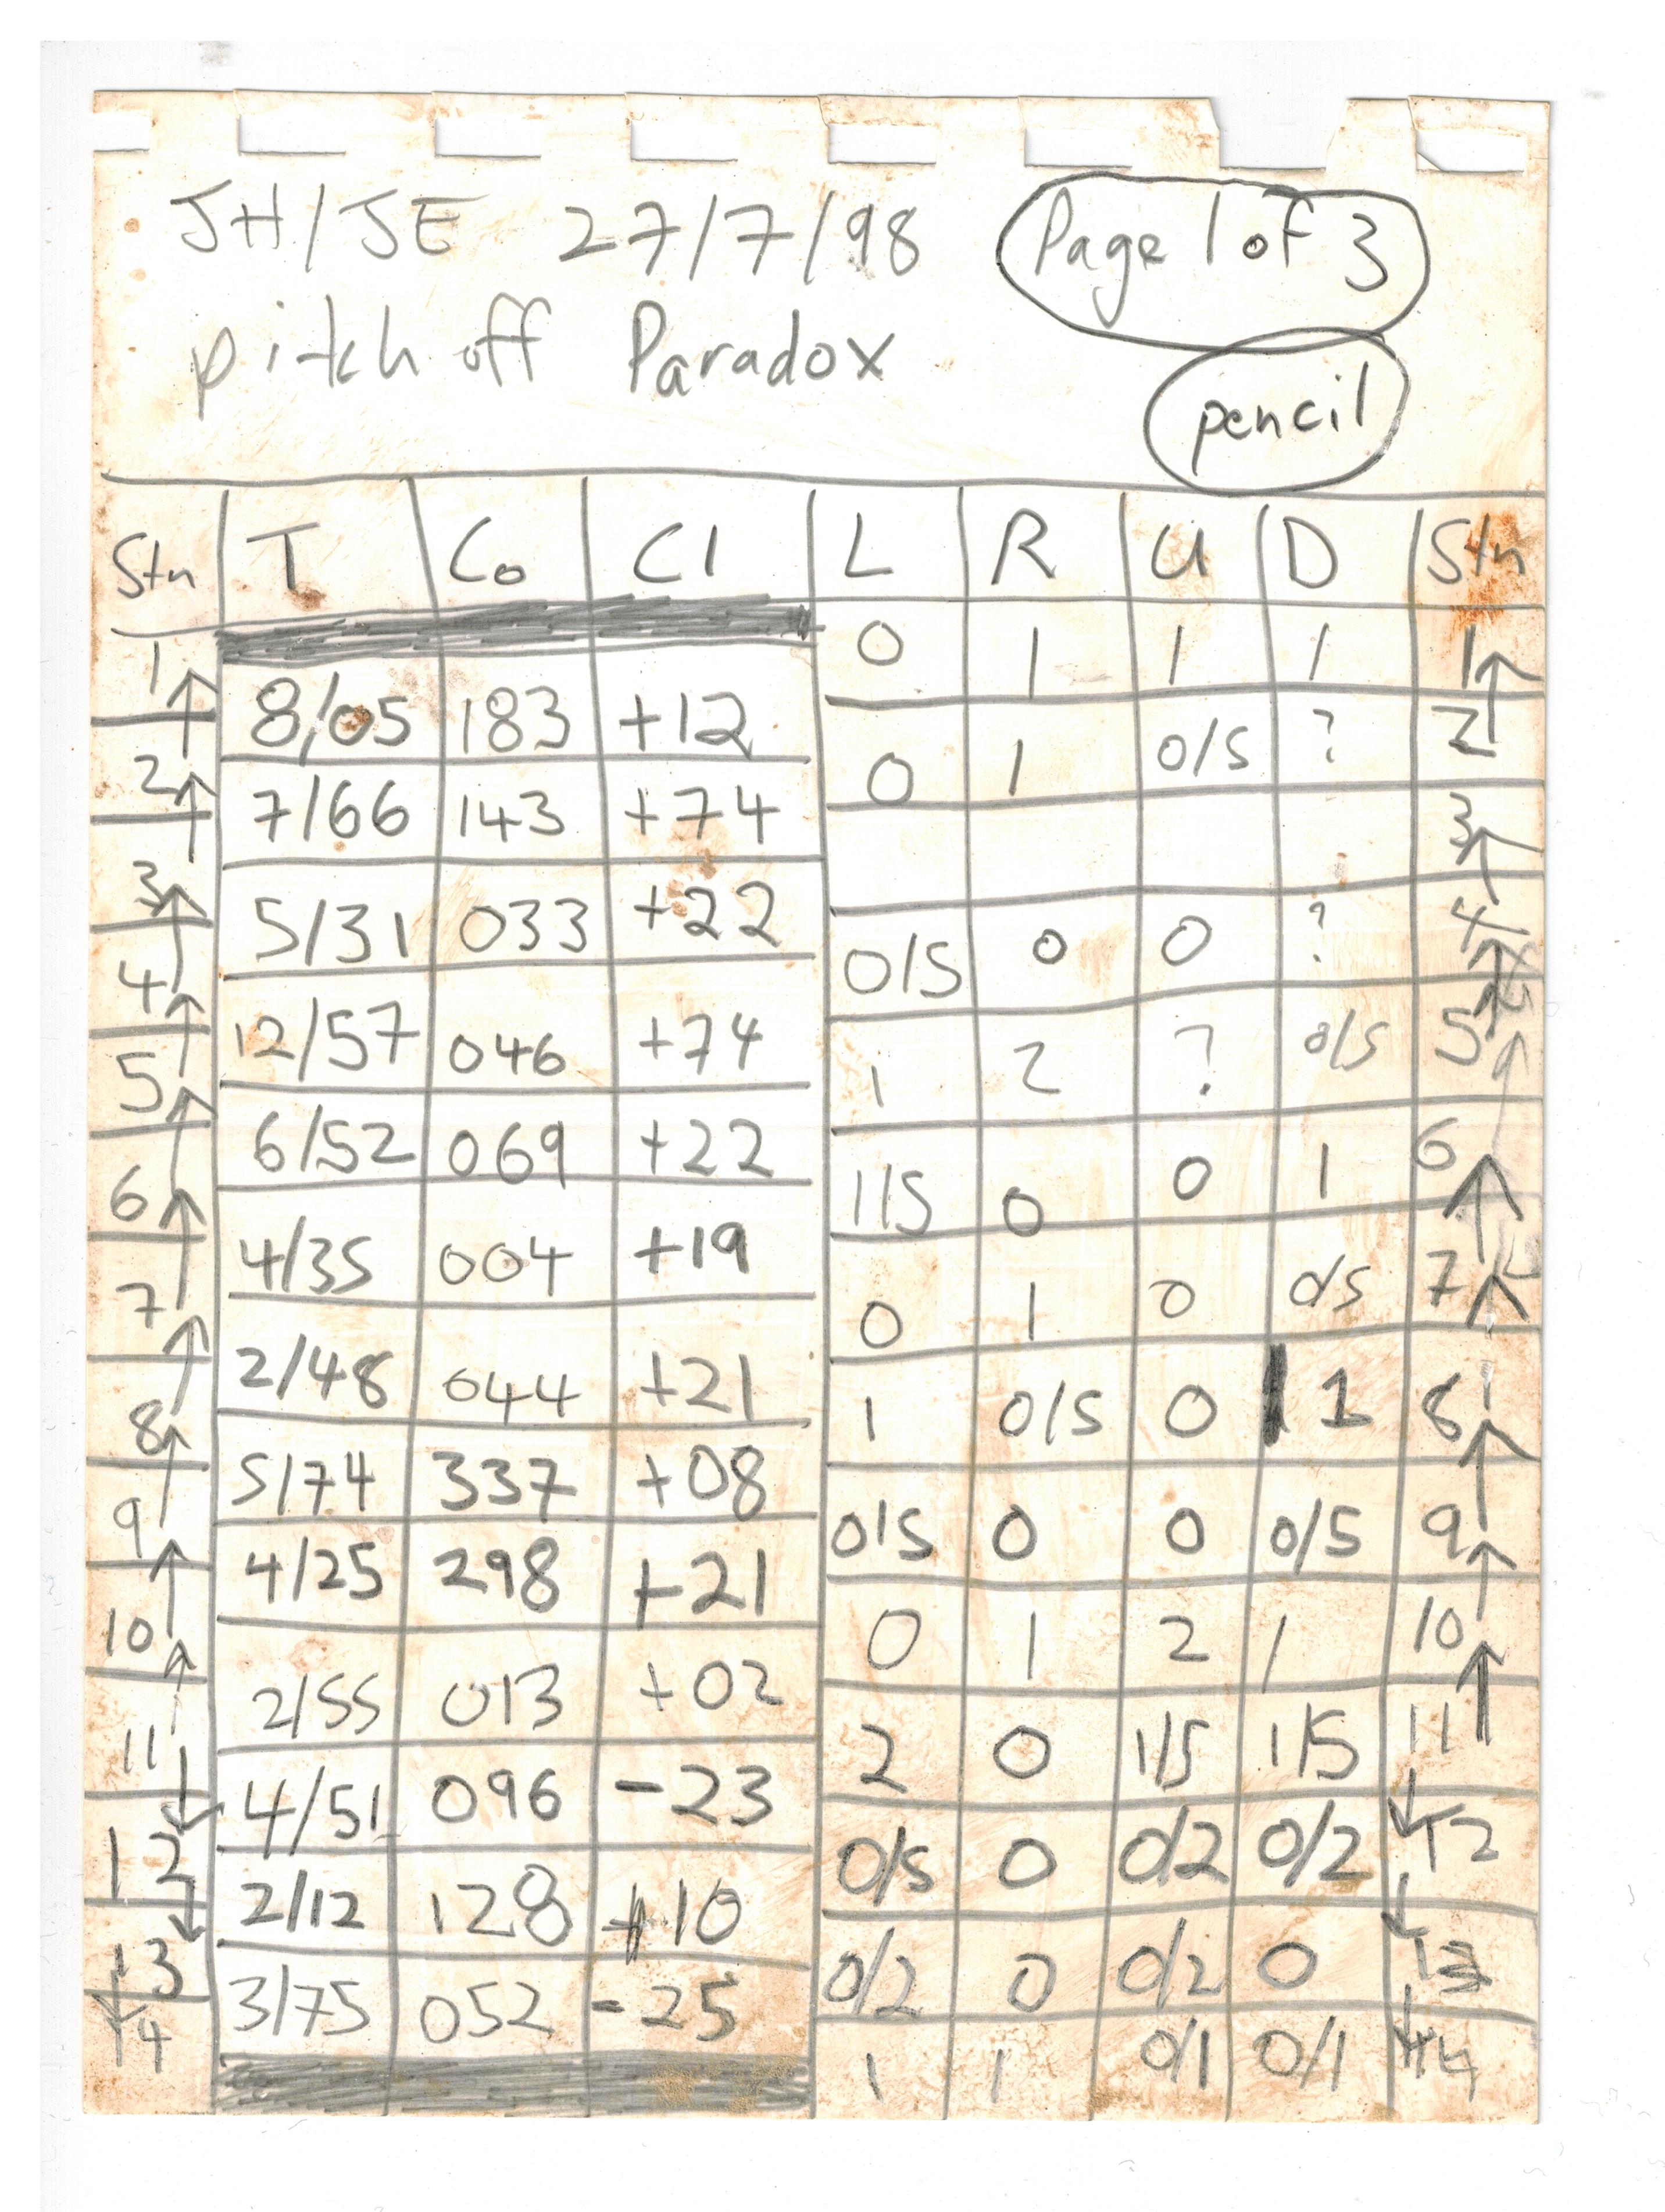 JH/JE 27/7/98 Page 1 of 3
pitch off Paradox
pencil
Stn T Co Cl L R U D Stn
1 0 1 1 1 1
8/05 183 +12
2 0 1 0/5 ? 2
7/66 143 +74
3 3
5/31 033 +22
4 0/5 0 0 ? 4
12/57 046 +74
5 1 2 ? 0/5 5
6/52 069 +22
6 1/5 0 0 1 6
4/35 004 +19
7 0 1 0 0/5 7
2/48 044 +21
8 1 0/5 0 1 8
5/74 337 +08
9 0/5 0 0 0/5 9
4/25 298 +21
10 0 1 2 1 10
2/55 013 +02
11 2 0 1/5 1/5 11
4/51 096 -23
12 0/5 0 0/2 0/2 12
2/12 128 +10
13 0/2 0 0/2 0 13
3/75 052 -25
14 1 1 0/1 0/1 14